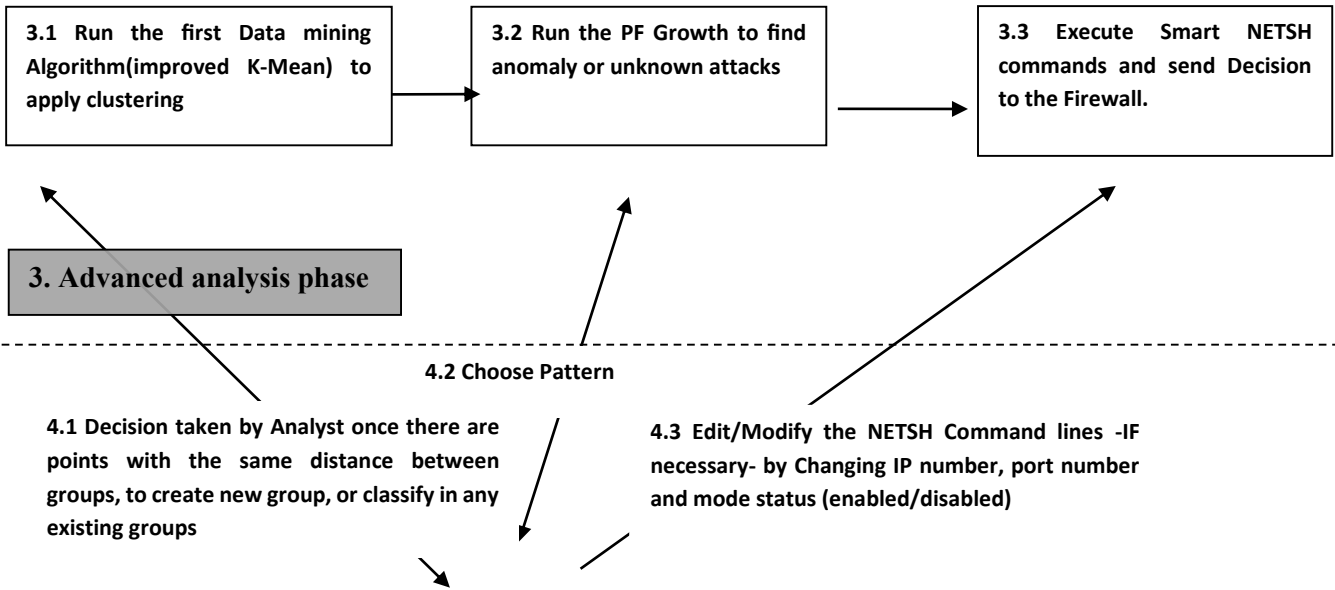 3.1 Run the first Data mining
Algorithm(improved K-Mean) to
apply clustering
3.2 Run the PF Growth to find
anomaly or unknown attacks
3.3 Execute Smart NETSH
commands and send Decision
to the Firewall.
3. Advanced analysis phase
4.2 Choose Pattern
4.1 Decision taken by Analyst once there are
points with the same distance between
groups, to create new group, or classify in any
existing groups
4.3 Edit/Modify the NETSH Command lines -IF
necessary- by Changing IP number, port number
and mode status (enabled/disabled)